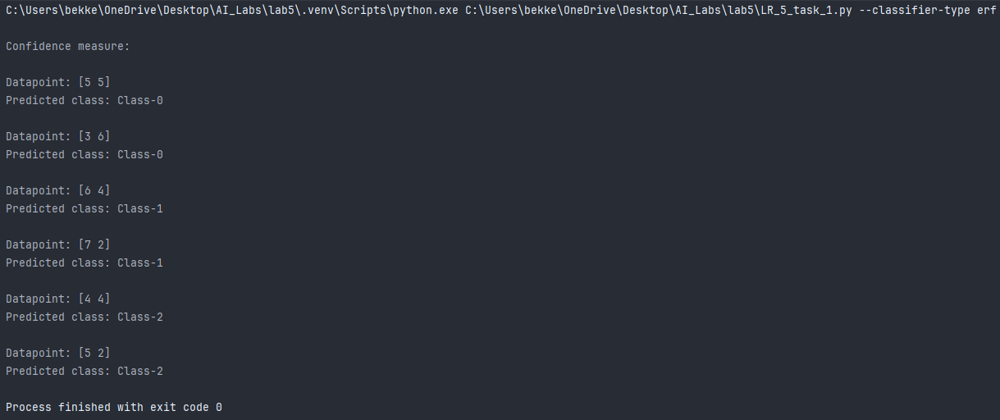 C:\Users\bekke\OneDrive\Desktop\AI_Labs\lab5\.venv\Scripts\python.exe C:\Users\bekke\OneDrive\Desktop\AI_Labs\lab5\LR_5_task_1.py --classifier-type erf
Confidence measure:
Datapoint: [5 5]
Predicted class: Class-0
Datapoint: [3 6]
Predicted class: Class-0
Datapoint: [6 4]
Predicted class: Class-1
Datapoint: [7 2]
Predicted class: Class-1
Datapoint: [4 4]
Predicted class: Class-2
Datapoint: [5 2]
Predicted class: Class-2
Process finished with exit code 0